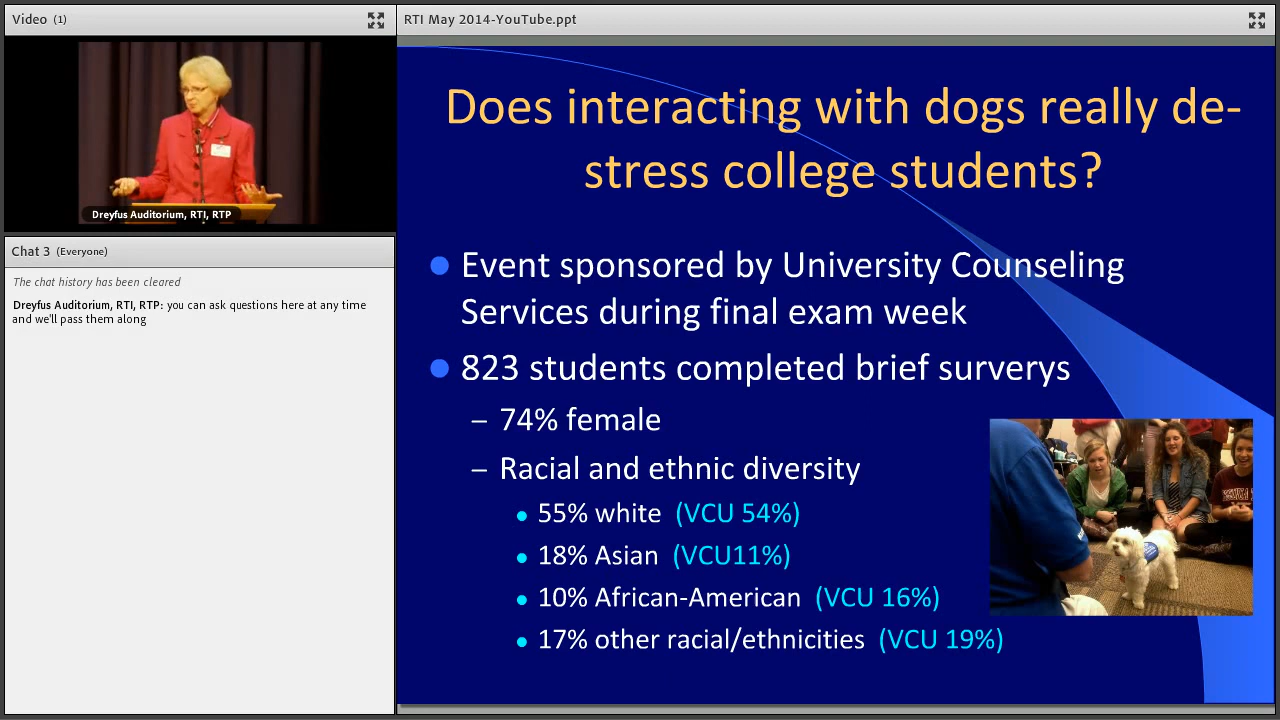 Video (1)
RTI May 2014-YouTube.ppt
Dreyfus Auditorium, RTI, RTP
Chat 3 (Everyone)
The chat history has been cleared
Dreyfus Auditorium, RTI, RTP: you can ask questions here at any time
and we'll pass them along
Does interacting with dogs really de-
stress college students?
Event sponsored by University Counseling
Services during final exam week
823 students completed brief surverys
– 74% female
– Racial and ethnic diversity
• 55% white (VCU 54%)
• 18% Asian (VCU11%)
• 10% African-American (VCU 16%)
• 17% other racial/ethnicities (VCU 19%)